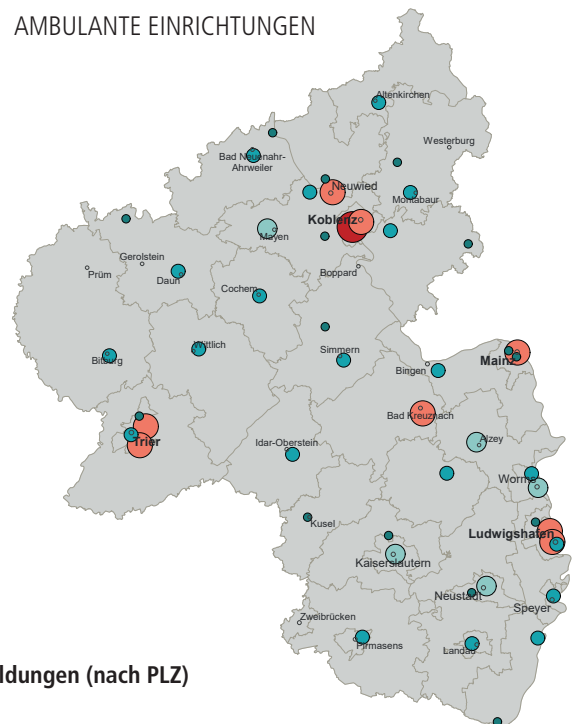 AMBULANTE EINRICHTUNGEN
Altenkirchen
Westerburg
Bad Neuenahr-
Ahrweiler
Neuwied
Montabaur
Koblenz
Mayen
Gerolstein
Prüm
Daun
Boppard
Cochem
Wittlich
Bitburg
Simmern
Mainz
Bingen
Bad Kreuznach
Trier
Idar-Oberstein
Alzey
Worms
Kusel
Ludwigshafen
Kaiserslautern
Neustadt
Speyer
Zweibrücken
Pirmasens
Landau
ldungen (nach PLZ)